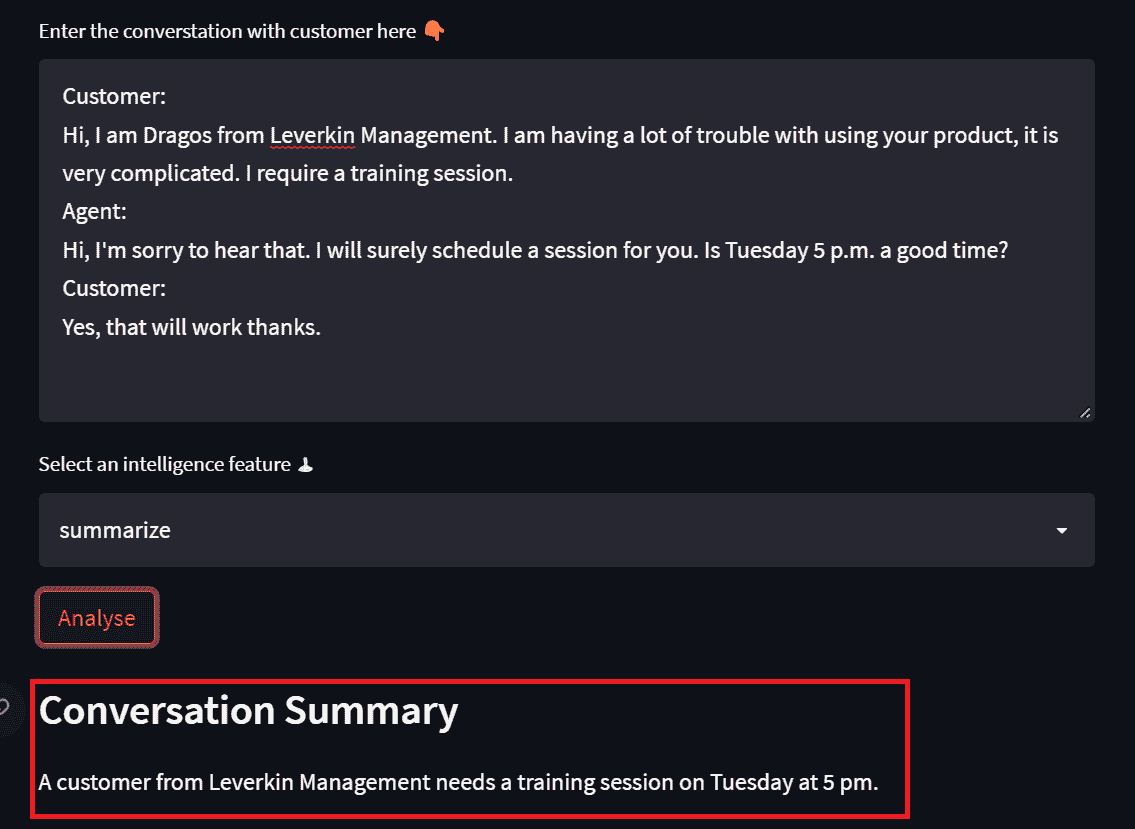 Enter the converstation with customer here 👇
Customer:
Hi, I am Dragos from Leverkin Management. I am having a lot of trouble with using your product, it is
very complicated. I require a training session.
Agent:
Hi, I'm sorry to hear that. I will surely schedule a session for you. Is Tuesday 5 p.m. a good time?
Customer:
Yes, that will work thanks.
Select an intelligence feature
summarize
Analyse
Conversation Summary
A customer from Leverkin Management needs a training session on Tuesday at 5 pm.